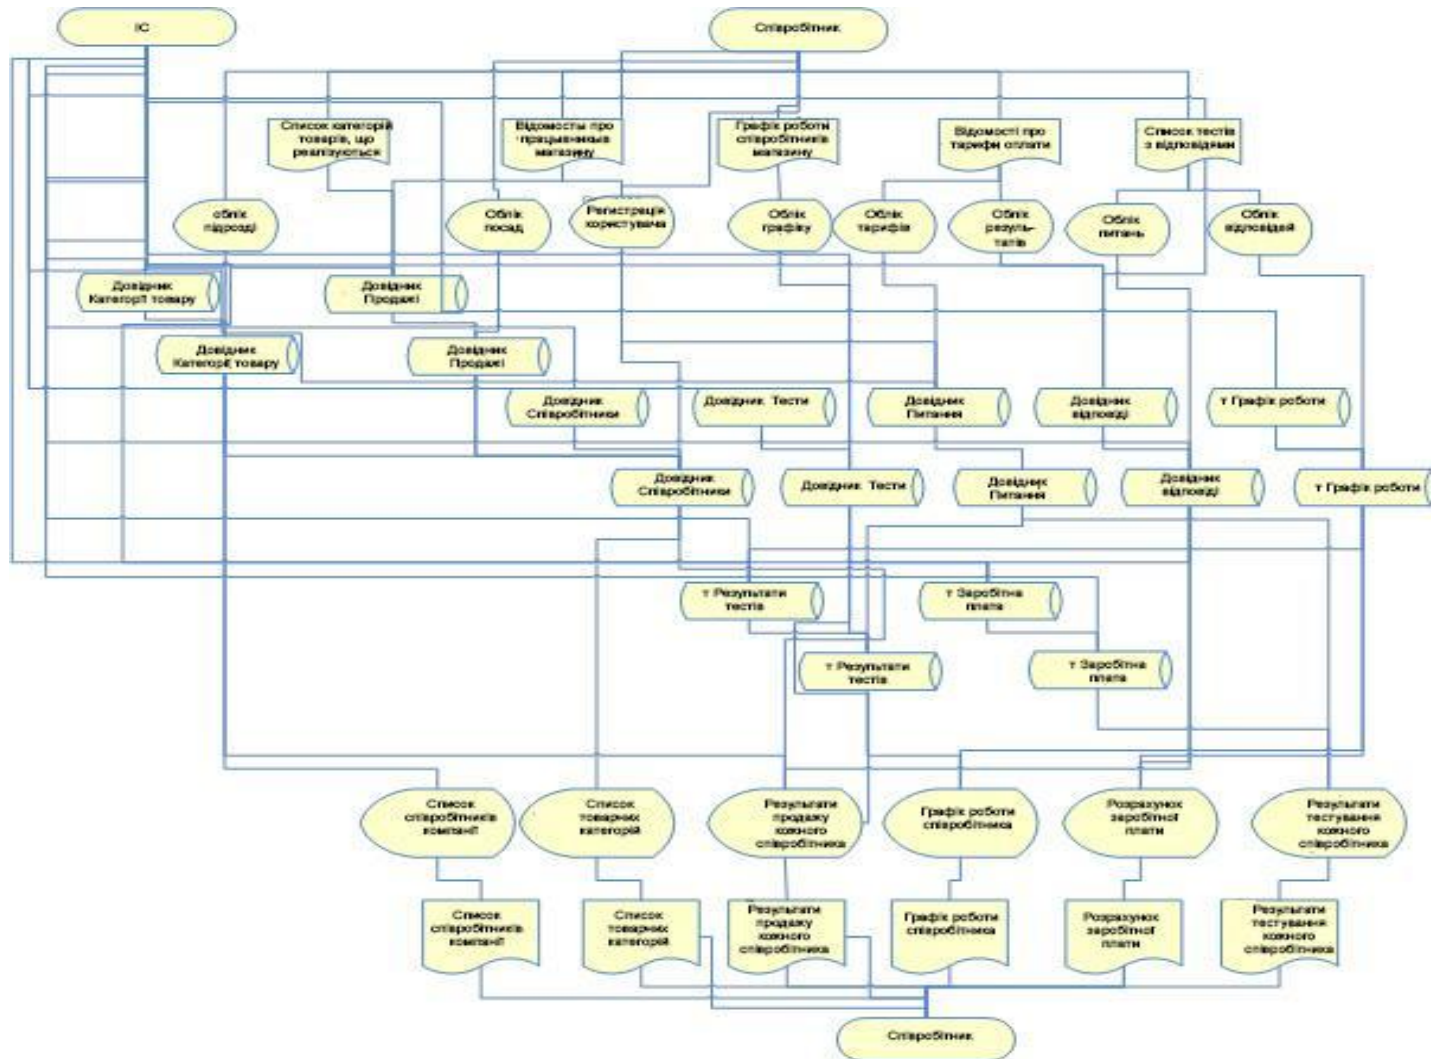 ІС
Співробітник
Список категорій
товарів, що
реалізуються
Відомосты про
працывникыв
магазину
Графік роботи
співробітників
магазину
Відомості про
тарифи оплати
Список тестів
з відповідями
облік
підрозді
Облік
посад
Регистрація
користувача
Облік
графіку
Облік
тарифів
Облік
резуль-
татів
Облік
питань
Облік
відповідей
Довідник
Категорії товару
Довідник
Продажі
Довідник
Категорії товару
Довідник
Продажі
Довідник
Співробітники
Довідник Тести
Довідник
Питання
Довідник
відповіді
т Графік роботи
Довідник
Співробітники
Довідник Тести
Довідник
Питання
Довідник
відповіді
т Графік роботи
т Результати
тестів
т Заробітна
плата
т Результати
тестів
т Заробітна
плата
Список
співробітників
компанії
Список
товарних
категорій
Результати
продажу
кожного
співробітника
Графік роботи
співробітника
Розрахунок
заробітної
плати
Результати
тестування
кожного
співробітника
Список
співробітників
компанії
Список
товарних
категорій
Результати
продажу
кожного
співробітника
Графік роботи
співробітника
Розрахунок
заробітної
плати
Результати
тестування
кожного
співробітника
Співробітник